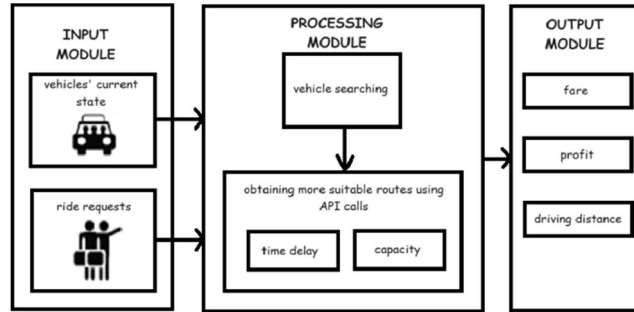 INPUT
MODULE
vehicles' current
state
ride requests
PROCESSING
MODULE
vehicle searching
obtaining more suitable routes using
API calls
time delay
capacity
OUTPUT
MODULE
fare
profit
driving distance